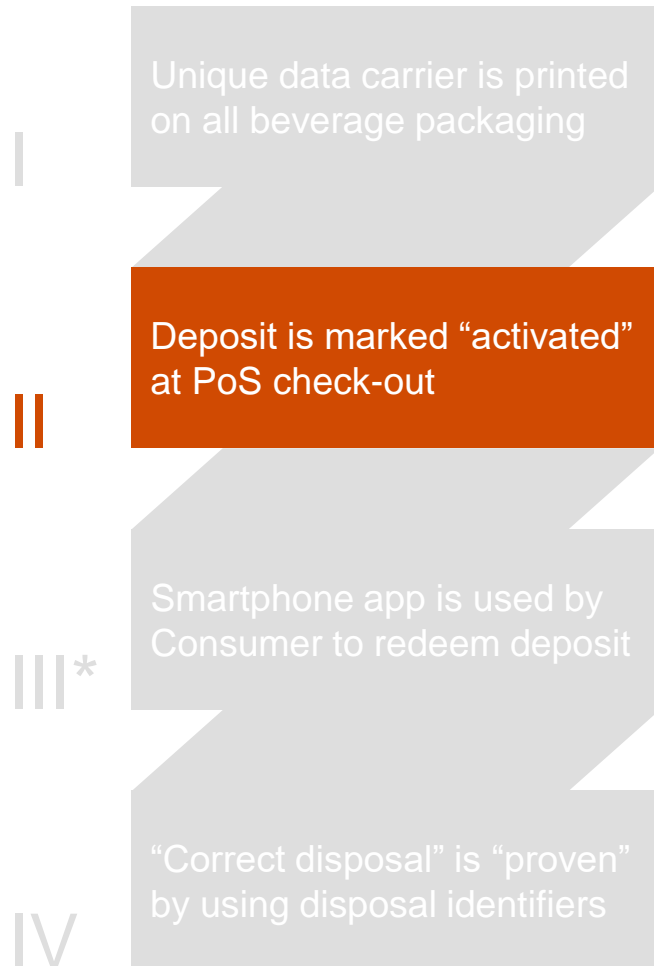 I
Unique data carrier is printed
on all beverage packaging
II
Deposit is marked “activated”
at PoS check-out
III*
Smartphone app is used by
Consumer to redeem deposit
IV
“Correct disposal” is “proven”
by using disposal identifiers